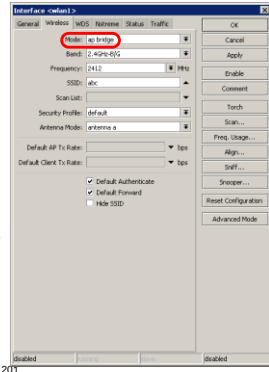 Interface <wlan1>
General Wireless WDS Nstreme Status Traffic
Mode: ap bridge
Band: 2.4GHz-B/G
Frequency: 2412 MHz
SSID: abc
Scan List:
Security Profile: default
Antenna Mode: antenna a
Default AP Tx Rate: bps
Default Client Tx Rate: bps
Default Authenticate
Default Forward
Hide SSID
OK
Cancel
Apply
Enable
Comment
Torch
Scan...
Freq. Usage...
Align...
Sniff...
Snooper...
Reset Configuration
Advanced Mode
disabled running slave disabled
201